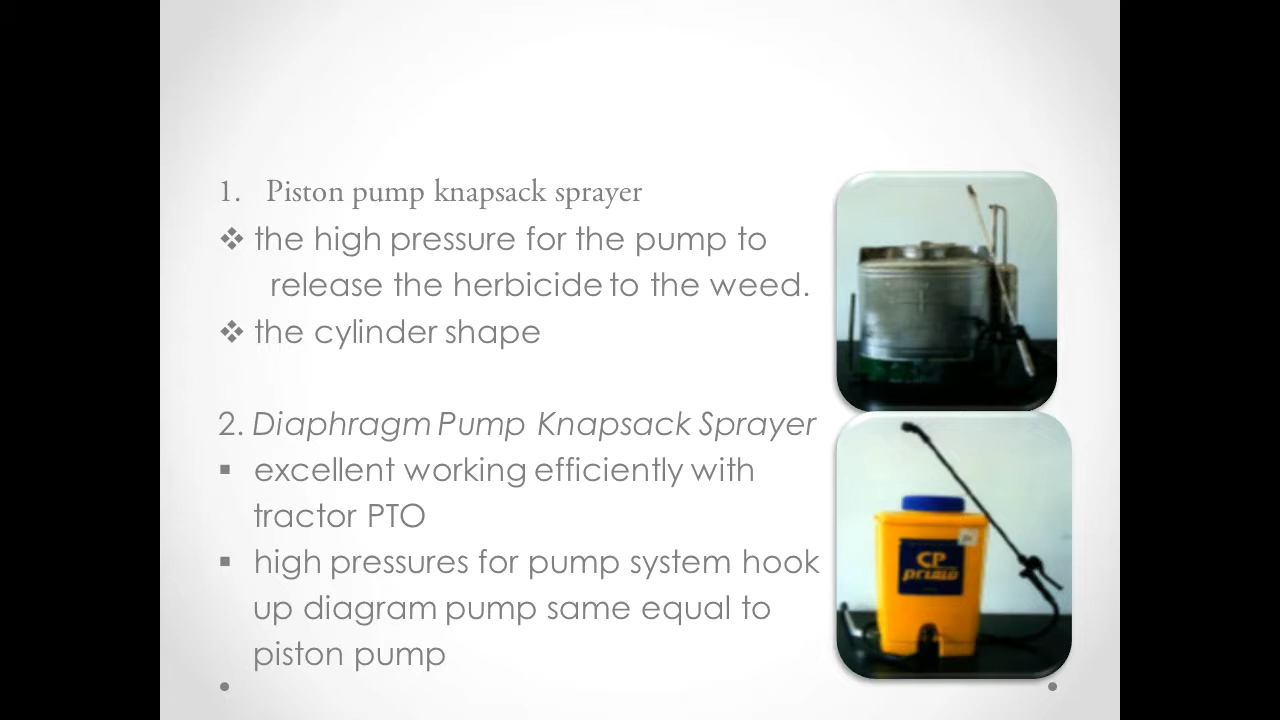 1. Piston pump knapsack sprayer
❖ the high pressure for the pump to
release the herbicide to the weed.
❖ the cylinder shape
2. Diaphragm Pump Knapsack Sprayer
▪ excellent working efficiently with
tractor PTO
▪ high pressures for pump system hook
up diagram pump same equal to
piston pump
CP